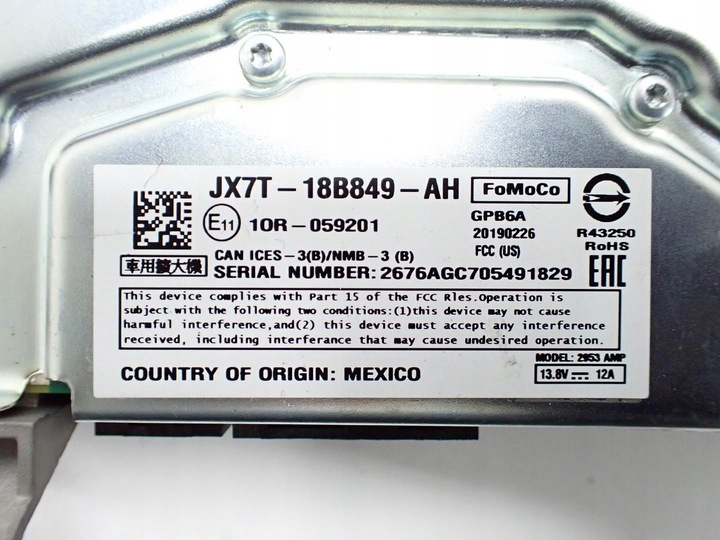 JX7T-18B849-AH FoMoCo
E11 10R-059201
GPB6A
20190226
FCC (US)
R43250
RoHS
EAC
車用擴大機
CAN ICES-3(B)/NMB-3 (B)
SERIAL NUMBER: 2676AGC705491829
This device complies with Part 15 of the FCC Rles.Operation is
subject with the following two conditions:(1)this device may not cause
harmful interference,and(2) this device must accept any interference
received, including interferance that may cause undesired operation.
MODEL: 2953 AMP
COUNTRY OF ORIGIN: MEXICO
13.8V 12A